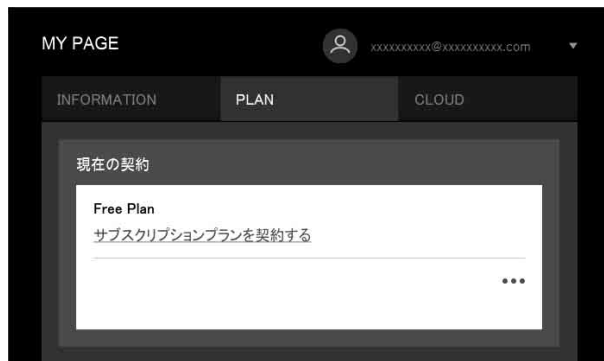 MY PAGE
xxxxxxxxxx@xxxxxxxxxx.com
INFORMATION
PLAN
CLOUD
現在の契約
Free Plan
サブスクリプションプランを契約する